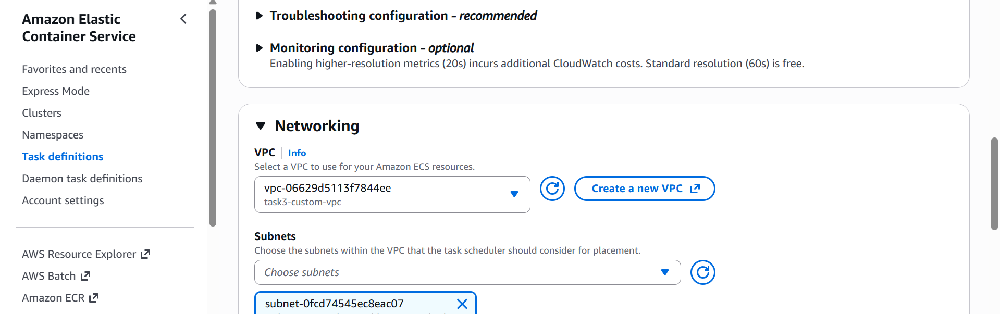 Amazon Elastic
Container Service
Favorites and recents
Express Mode
Clusters
Namespaces
Task definitions
Daemon task definitions
Account settings
AWS Resource Explorer
AWS Batch
Amazon ECR
Troubleshooting configuration - recommended
Monitoring configuration - optional
Enabling higher-resolution metrics (20s) incurs additional CloudWatch costs. Standard resolution (60s) is free.
Networking
VPC Info
Select a VPC to use for your Amazon ECS resources.
vpc-06629d5113f7844ee
task3-custom-vpc
Create a new VPC
Subnets
Choose the subnets within the VPC that the task scheduler should consider for placement.
Choose subnets
subnet-0fcd74545ec8eac07